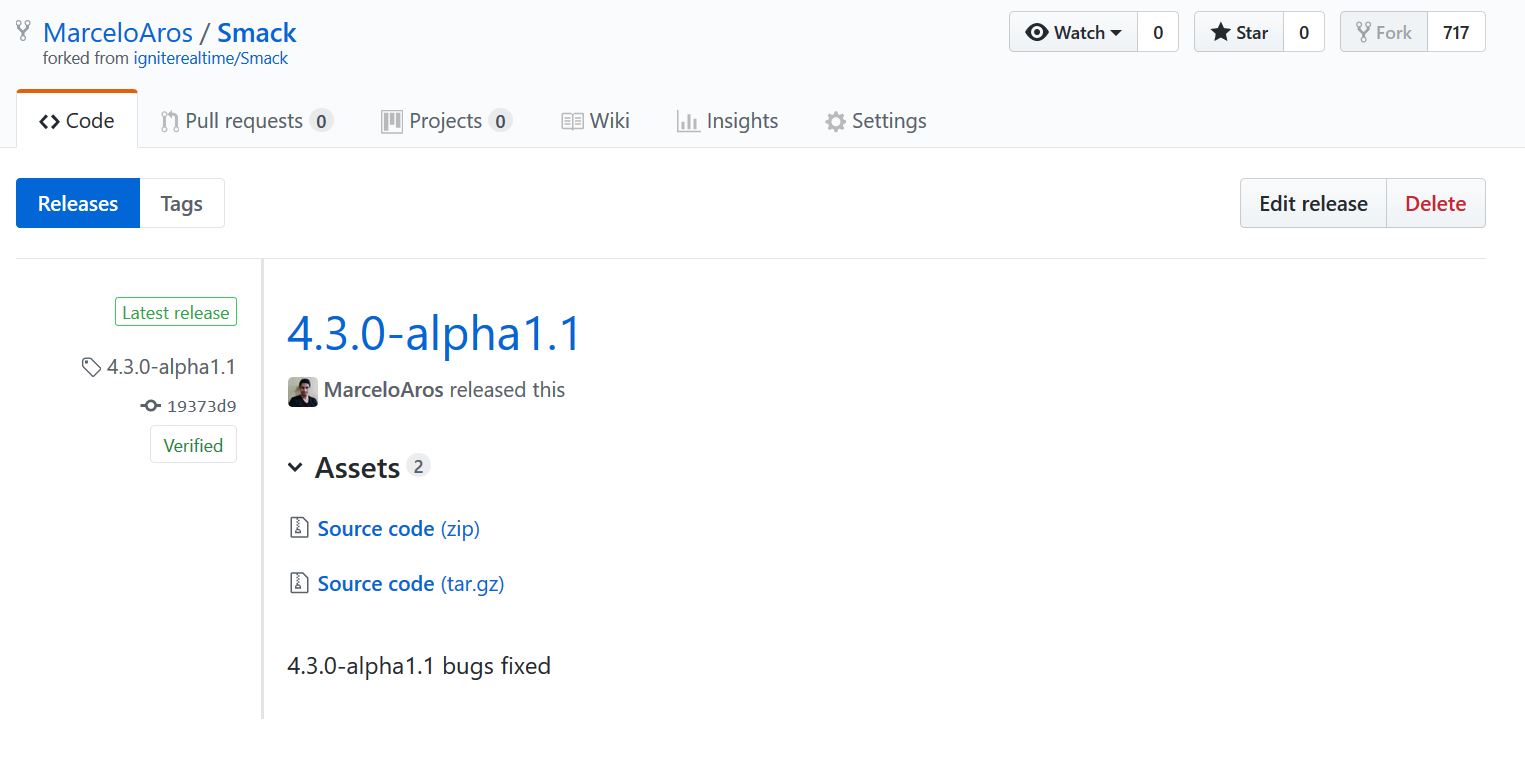 MarceloAros / Smack
forked from igniterealtime/Smack
Watch 0
Star 0
Fork 717
Code
Pull requests 0
Projects 0
Wiki
Insights
Settings
Releases
Tags
Edit release
Delete
Latest release
4.3.0-alpha1.1
19373d9
Verified
4.3.0-alpha1.1
MarceloAros released this
Assets 2
Source code (zip)
Source code (tar.gz)
4.3.0-alpha1.1 bugs fixed